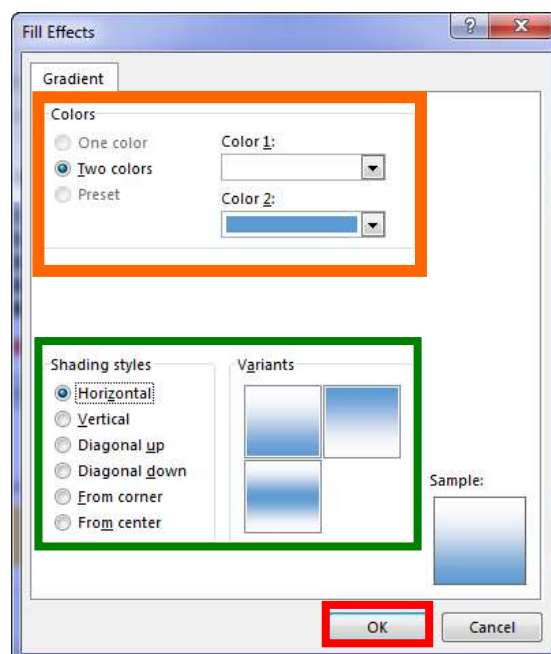 Fill Effects
Gradient
Colors
One color
Two colors
Preset
Color 1:
Color 2:
Shading styles
Horizontal
Vertical
Diagonal up
Diagonal down
From corner
From center
Variants
Sample:
OK
Cancel